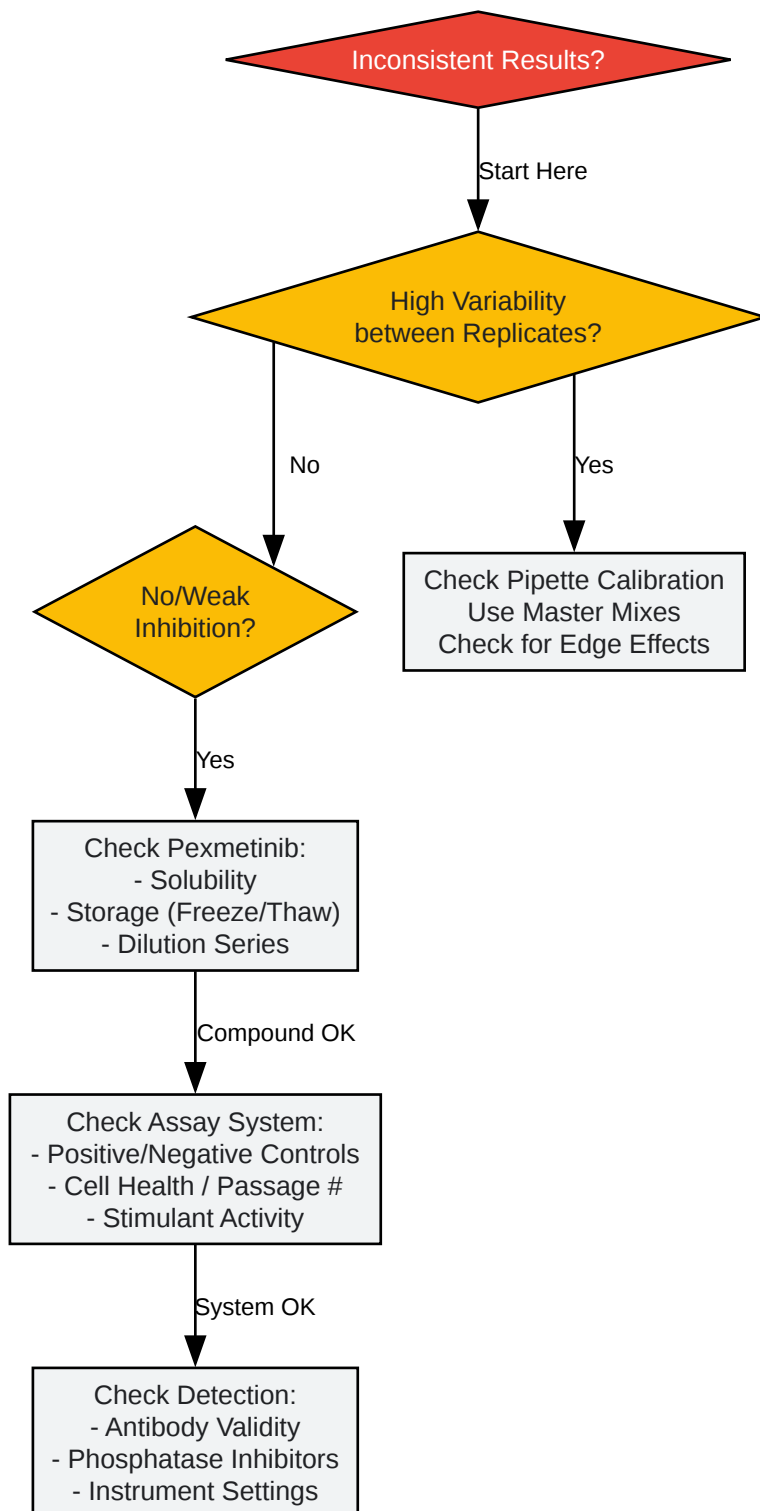 Inconsistent Results?
Start Here
High Variability
between Replicates?
No
Yes
No/Weak
Inhibition?
Check Pipette Calibration
Use Master Mixes
Check for Edge Effects
Yes
Check Pexmetinib:
- Solubility
- Storage (Freeze/Thaw)
- Dilution Series
Compound OK
Check Assay System:
- Positive/Negative Controls
- Cell Health / Passage #
- Stimulant Activity
System OK
Check Detection:
- Antibody Validity
- Phosphatase Inhibitors
- Instrument Settings